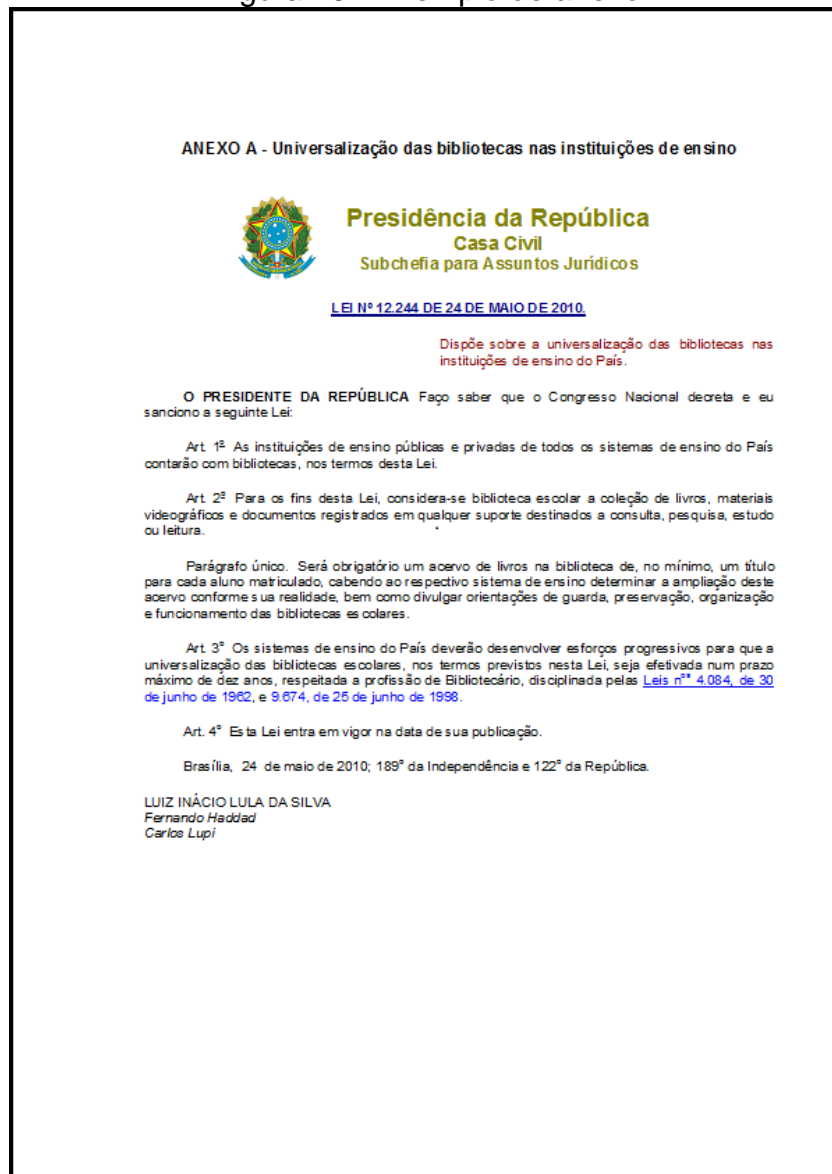 ANEXO A - Universalização das bibliotecas nas instituições de ensino
Presidência da República
Casa Civil
Subchefia para Assuntos Jurídicos
LEI Nº 12.244 DE 24 DE MAIO DE 2010.
Dispõe sobre a universalização das bibliotecas nas
instituições de ensino do País.
O PRESIDENTE DA REPÚBLICA Faço saber que o Congresso Nacional decreta e eu
sanciono a seguinte Lei:
Art. 1º As instituições de ensino públicas e privadas de todos os sistemas de ensino do País
contarão com bibliotecas, nos termos desta Lei.
Art. 2º Para os fins desta Lei, considera-se biblioteca escolar a coleção de livros, materiais
videográficos e documentos registrados em qualquer suporte destinados a consulta, pesquisa, estudo
ou leitura.
Parágrafo único. Será obrigatório um acervo de livros na biblioteca de, no mínimo, um título
para cada aluno matriculado, cabendo ao respectivo sistema de ensino determinar a ampliação deste
acervo conforme sua realidade, bem como divulgar orientações de guarda, preservação, organização
e funcionamento das bibliotecas escolares.
Art. 3º Os sistemas de ensino do País deverão desenvolver esforços progressivos para que a
universalização das bibliotecas escolares, nos termos previstos nesta Lei, seja efetivada num prazo
máximo de dez anos, respeitada a profissão de Bibliotecário, disciplinada pelas Leis nºs 4.084, de 30
de junho de 1962, e 9.674, de 25 de junho de 1998.
Art. 4º Esta Lei entra em vigor na data de sua publicação.
Brasília, 24 de maio de 2010; 189º da Independência e 122º da República.
LUIZ INÁCIO LULA DA SILVA
Fernando Haddad
Carlos Lupi